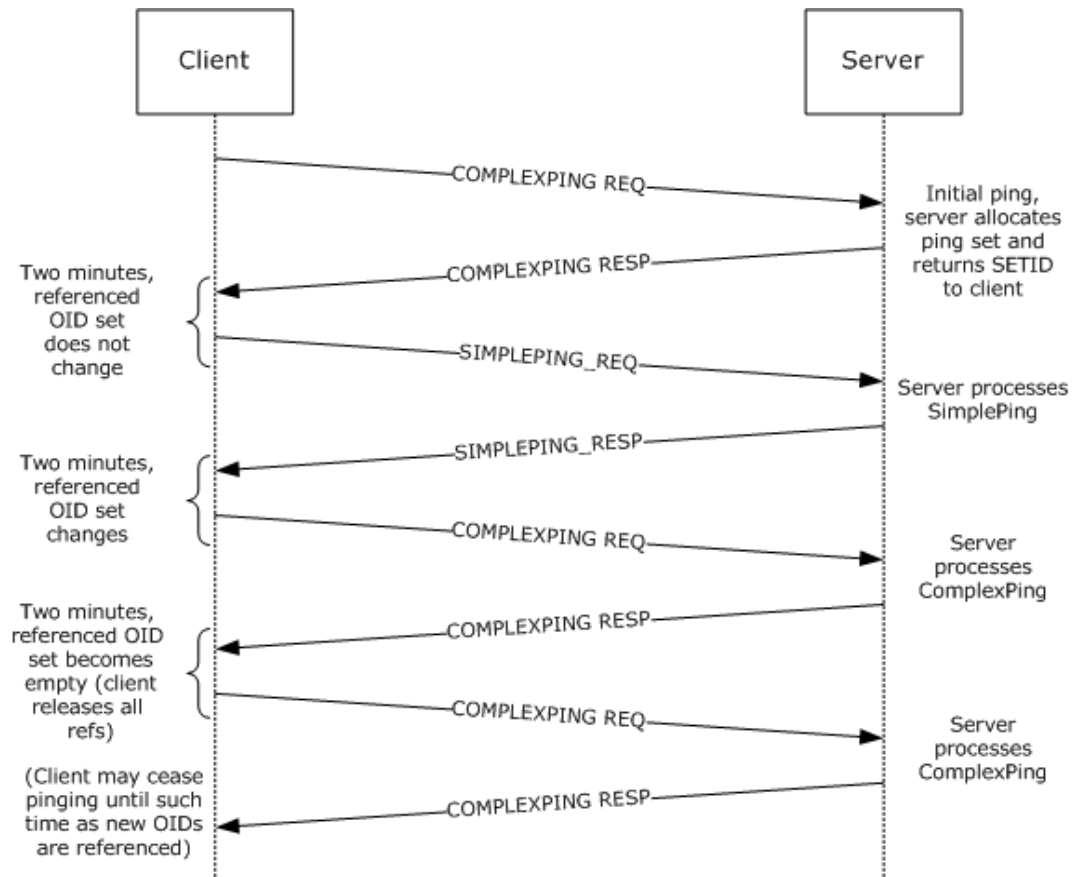 Client
Server
COMPLEXPING REQ
Initial ping,
server allocates
ping set and
returns SETID
to client
COMPLEXPING RESP
Two minutes,
referenced
OID set
does not
change
SIMPLEPING_REQ
Server processes
SimplePing
SIMPLEPING_RESP
Two minutes,
referenced
OID set
changes
COMPLEXPING REQ
Server
processes
ComplexPing
COMPLEXPING RESP
Two minutes,
referenced OID
set becomes
empty (client
releases all
refs)
COMPLEXPING REQ
Server
processes
ComplexPing
COMPLEXPING RESP
(Client may cease
pinging until such
time as new OIDs
are referenced)